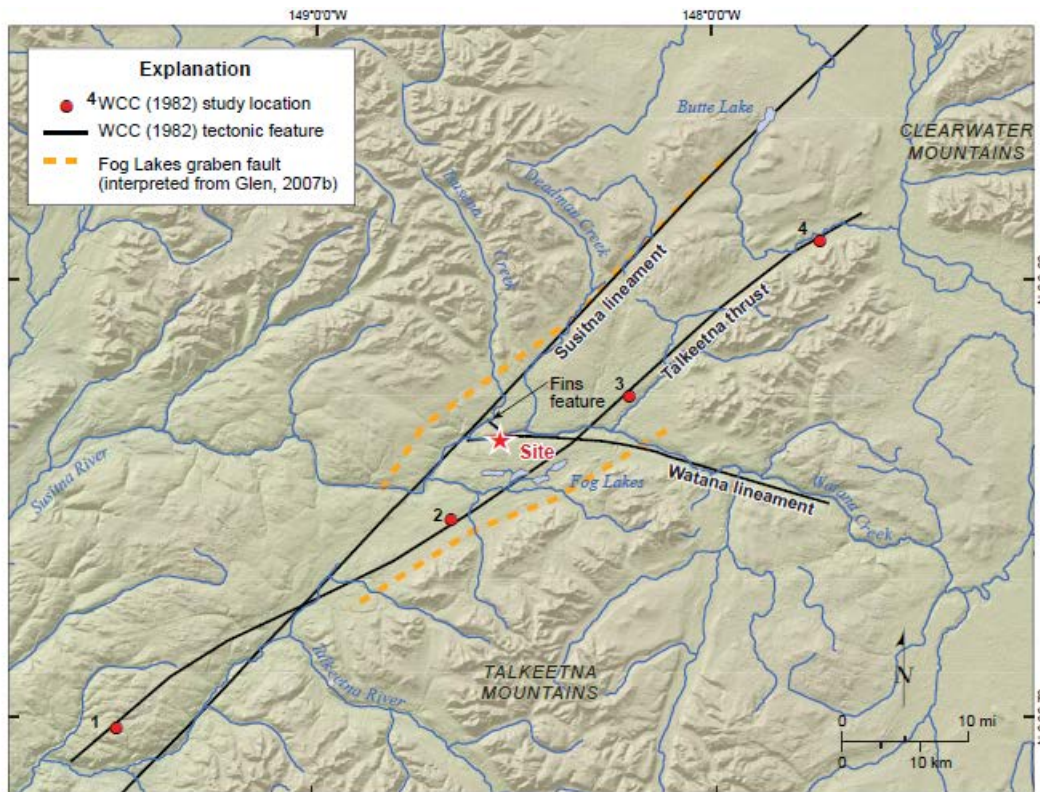 149°0'0"W
148°0'0"W
Explanation
4 WCC (1982) study location
WCC (1982) tectonic feature
Fog Lakes graben fault
(interpreted from Glen, 2007b)
Butte Lake
CLEARWATER
MOUNTAINS
Deadman Creek
Creek
4
Susitna lineament
Talkeetna thrust
3
Fins
feature
Site
Susitna River
Fog Lakes
Watana lineament
Watana
Creek
2
TALKEETNA
MOUNTAINS
Talkeetna River
N
1
0
10 mi
0
10 km